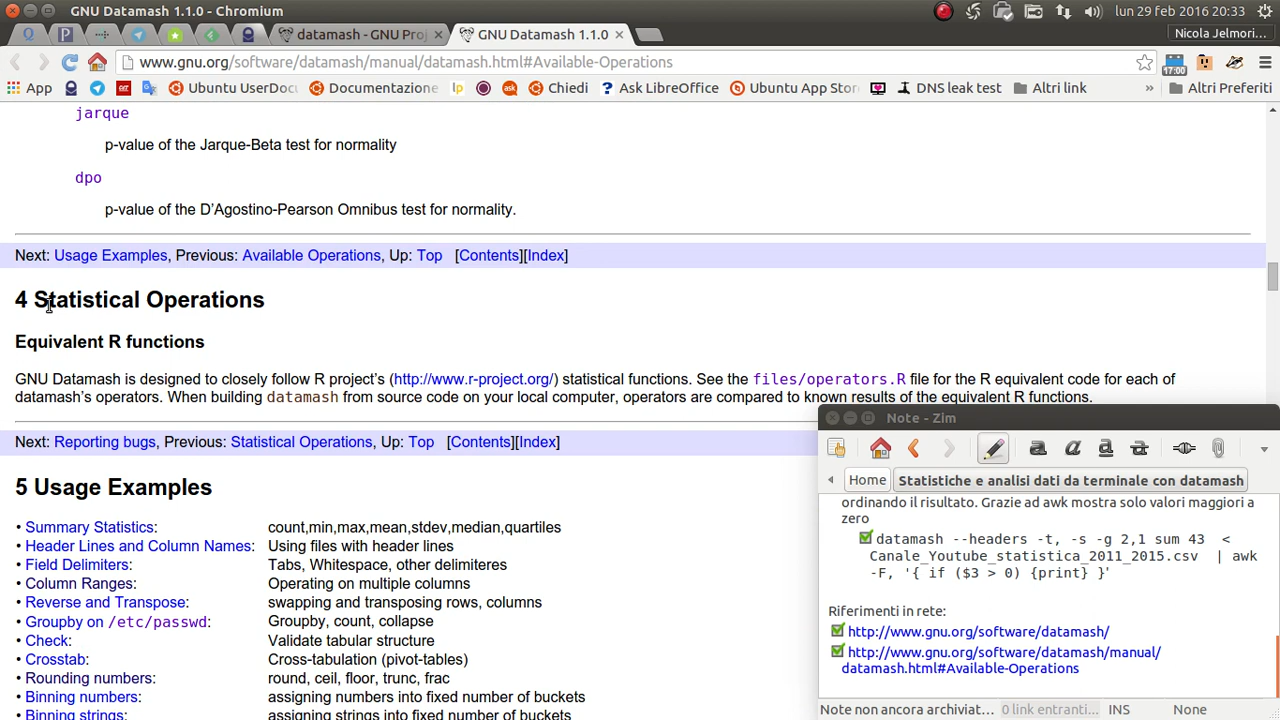 GNU Datamash 1.1.0 - Chromium
lun 29 feb 2016 20:33
datamash - GNU Proj
GNU Datamash 1.1.0
Nicola Jelmori...
www.gnu.org/software/datamash/manual/datamash.html#Available-Operations
17:00
App
Ubuntu UserDocu
Documentazione
lp
ask
Chiedi
? Ask LibreOffice
Ubuntu App Stor
DNS leak test
Altri link
»
Altri Preferiti
jarque
p-value of the Jarque-Beta test for normality
dpo
p-value of the D’Agostino-Pearson Omnibus test for normality.
Next: Usage Examples, Previous: Available Operations, Up: Top [Contents][Index]
4 Statistical Operations
Equivalent R functions
GNU Datamash is designed to closely follow R project’s (http://www.r-project.org/) statistical functions. See the files/operators.R file for the R equivalent code for each of
datamash’s operators. When building datamash from source code on your local computer, operators are compared to known results of the equivalent R functions.
Next: Reporting bugs, Previous: Statistical Operations, Up: Top [Contents][Index]
5 Usage Examples
• Summary Statistics: count,min,max,mean,stdev,median,quartiles
• Header Lines and Column Names: Using files with header lines
• Field Delimiters: Tabs, Whitespace, other delimiteres
• Column Ranges: Operating on multiple columns
• Reverse and Transpose: swapping and transposing rows, columns
• Groupby on /etc/passwd: Groupby, count, collapse
• Check: Validate tabular structure
• Crosstab: Cross-tabulation (pivot-tables)
• Rounding numbers: round, ceil, floor, trunc, frac
• Binning numbers: assigning numbers into fixed number of buckets
• Binning strings: assigning strings into fixed number of buckets
Note - Zim
Home
Statistiche e analisi dati da terminale con datamash
ordinando il risultato. Grazie ad awk mostra solo valori maggiori a
zero
datamash --headers -t, -s -g 2,1 sum 43 <
Canale_Youtube_statistica_2011_2015.csv | awk
-F, '{ if ($3 > 0) {print} }'
Riferimenti in rete:
http://www.gnu.org/software/datamash/
http://www.gnu.org/software/datamash/manual/
datamash.html#Available-Operations
Note non ancora archiviat...
0 link entranti...
INS
None